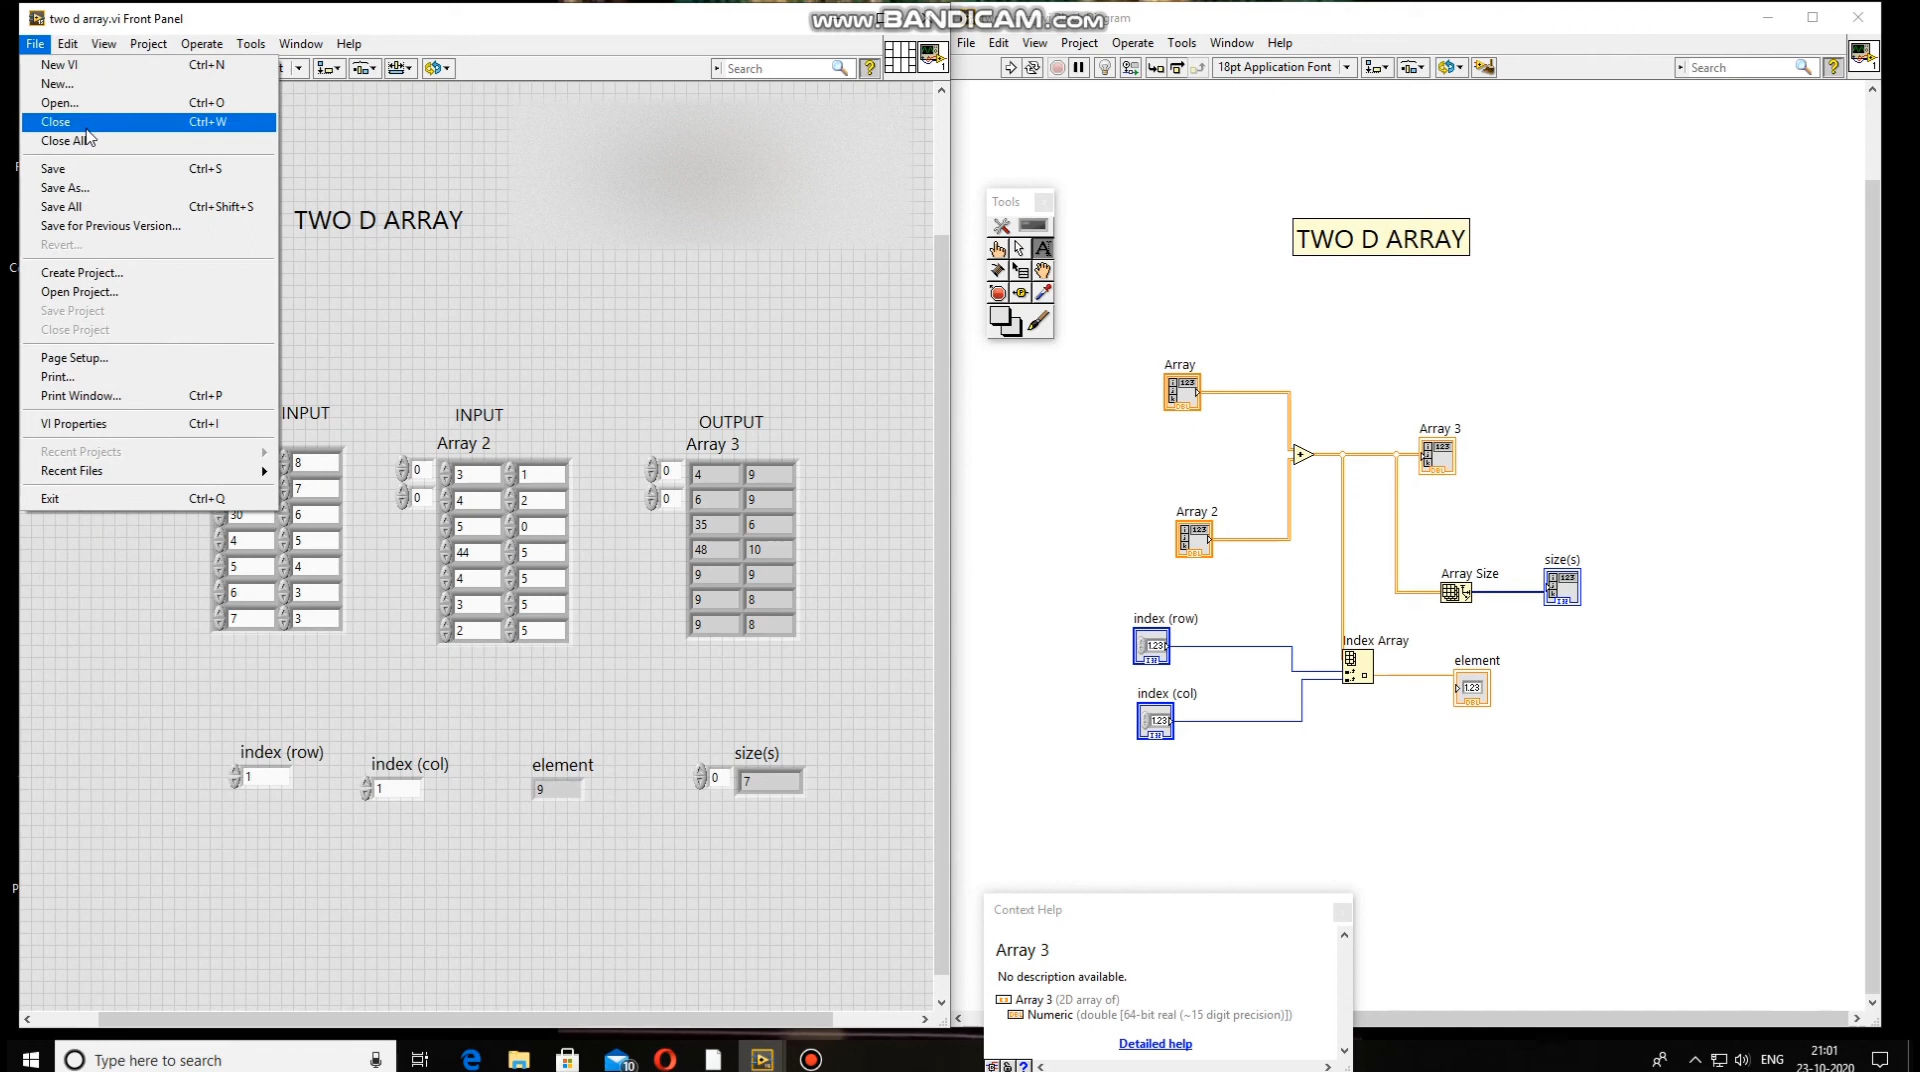 two d array.vi Front Panel
www.BANDICAM.com
gram
File Edit View Project Operate Tools Window Help
New VI Ctrl+N
New...
Open... Ctrl+O
Close Ctrl+W
Close All
Save Ctrl+S
Save As...
Save All Ctrl+Shift+S
Save for Previous Version...
Revert...
Create Project...
Open Project...
Save Project
Close Project
Page Setup...
Print...
Print Window... Ctrl+P
VI Properties Ctrl+I
Recent Projects
Recent Files
Exit Ctrl+Q
Search
TWO D ARRAY
INPUT
8
7
30 6
4 5
5 4
6 3
7 3
INPUT
Array 2
0
0
3 1
4 2
5 0
44 5
4 5
3 5
2 5
OUTPUT
Array 3
0
0
4 9
6 9
35 6
48 10
9 9
9 8
9 8
index (row)
1
index (col)
1
element
9
size(s)
0 7
File Edit View Project Operate Tools Window Help
18pt Application Font
Search
Tools
TWO D ARRAY
Array
Array 3
Array 2
Array Size
size(s)
index (row)
Index Array
element
index (col)
Context Help
Array 3
No description available.
Array 3 (2D array of)
Numeric (double [64-bit real (~15 digit precision)])
Detailed help
Type here to search
10
ENG
21:01
23-10-2020